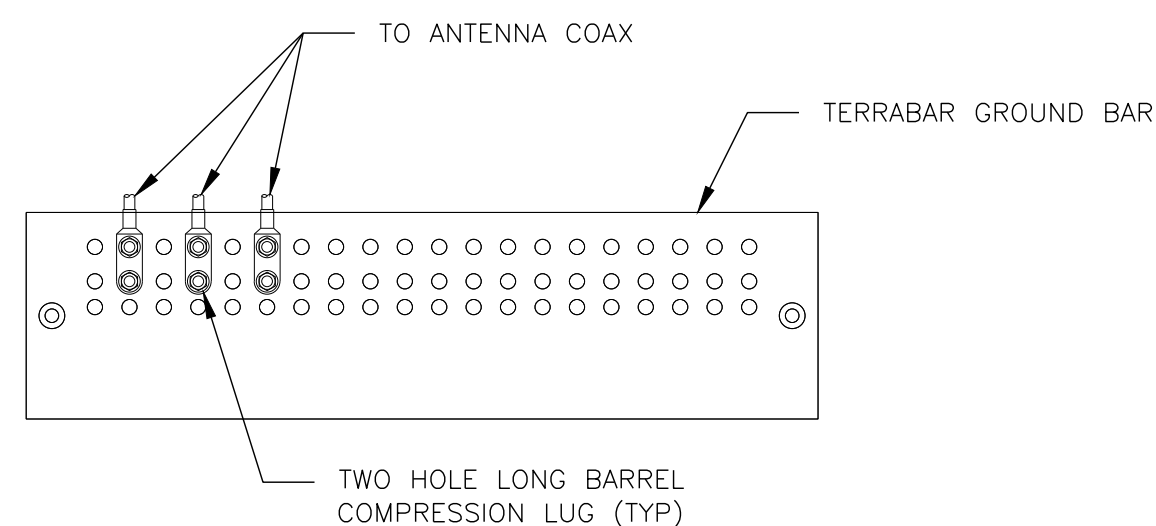 TO ANTENNA COAX
TERRABAR GROUND BAR
TWO HOLE LONG BARREL
COMPRESSION LUG (TYP)